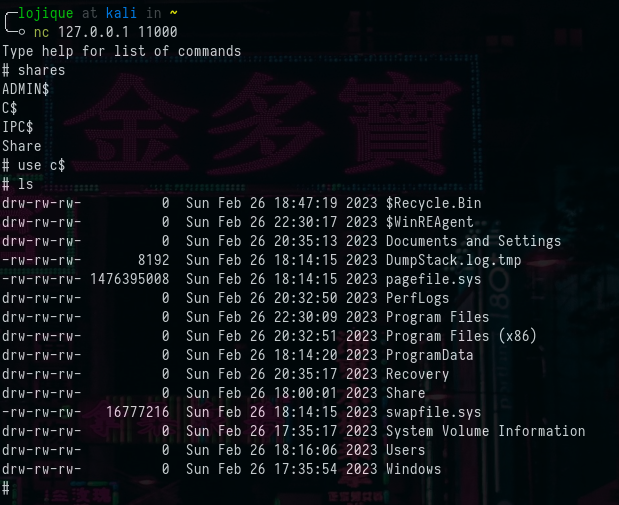 lojique at kali in ~
nc 127.0.0.1 11000
Type help for list of commands
# shares
ADMIN$
C$
IPC$
Share
# use c$
# ls
drw-rw-rw-          0  Sun Feb 26 18:47:19 2023 $Recycle.Bin
drw-rw-rw-          0  Sun Feb 26 22:30:17 2023 $WinREAgent
drw-rw-rw-          0  Sun Feb 26 20:35:13 2023 Documents and Settings
-rw-rw-rw-       8192  Sun Feb 26 18:14:15 2023 DumpStack.log.tmp
-rw-rw-rw- 1476395008  Sun Feb 26 18:14:15 2023 pagefile.sys
drw-rw-rw-          0  Sun Feb 26 20:32:50 2023 PerfLogs
drw-rw-rw-          0  Sun Feb 26 22:30:09 2023 Program Files
drw-rw-rw-          0  Sun Feb 26 20:32:51 2023 Program Files (x86)
drw-rw-rw-          0  Sun Feb 26 18:14:20 2023 ProgramData
drw-rw-rw-          0  Sun Feb 26 20:35:17 2023 Recovery
drw-rw-rw-          0  Sun Feb 26 18:00:01 2023 Share
-rw-rw-rw-   16777216  Sun Feb 26 18:14:15 2023 swapfile.sys
drw-rw-rw-          0  Sun Feb 26 17:35:17 2023 System Volume Information
drw-rw-rw-          0  Sun Feb 26 18:16:06 2023 Users
drw-rw-rw-          0  Sun Feb 26 17:35:54 2023 Windows
#
金多寶